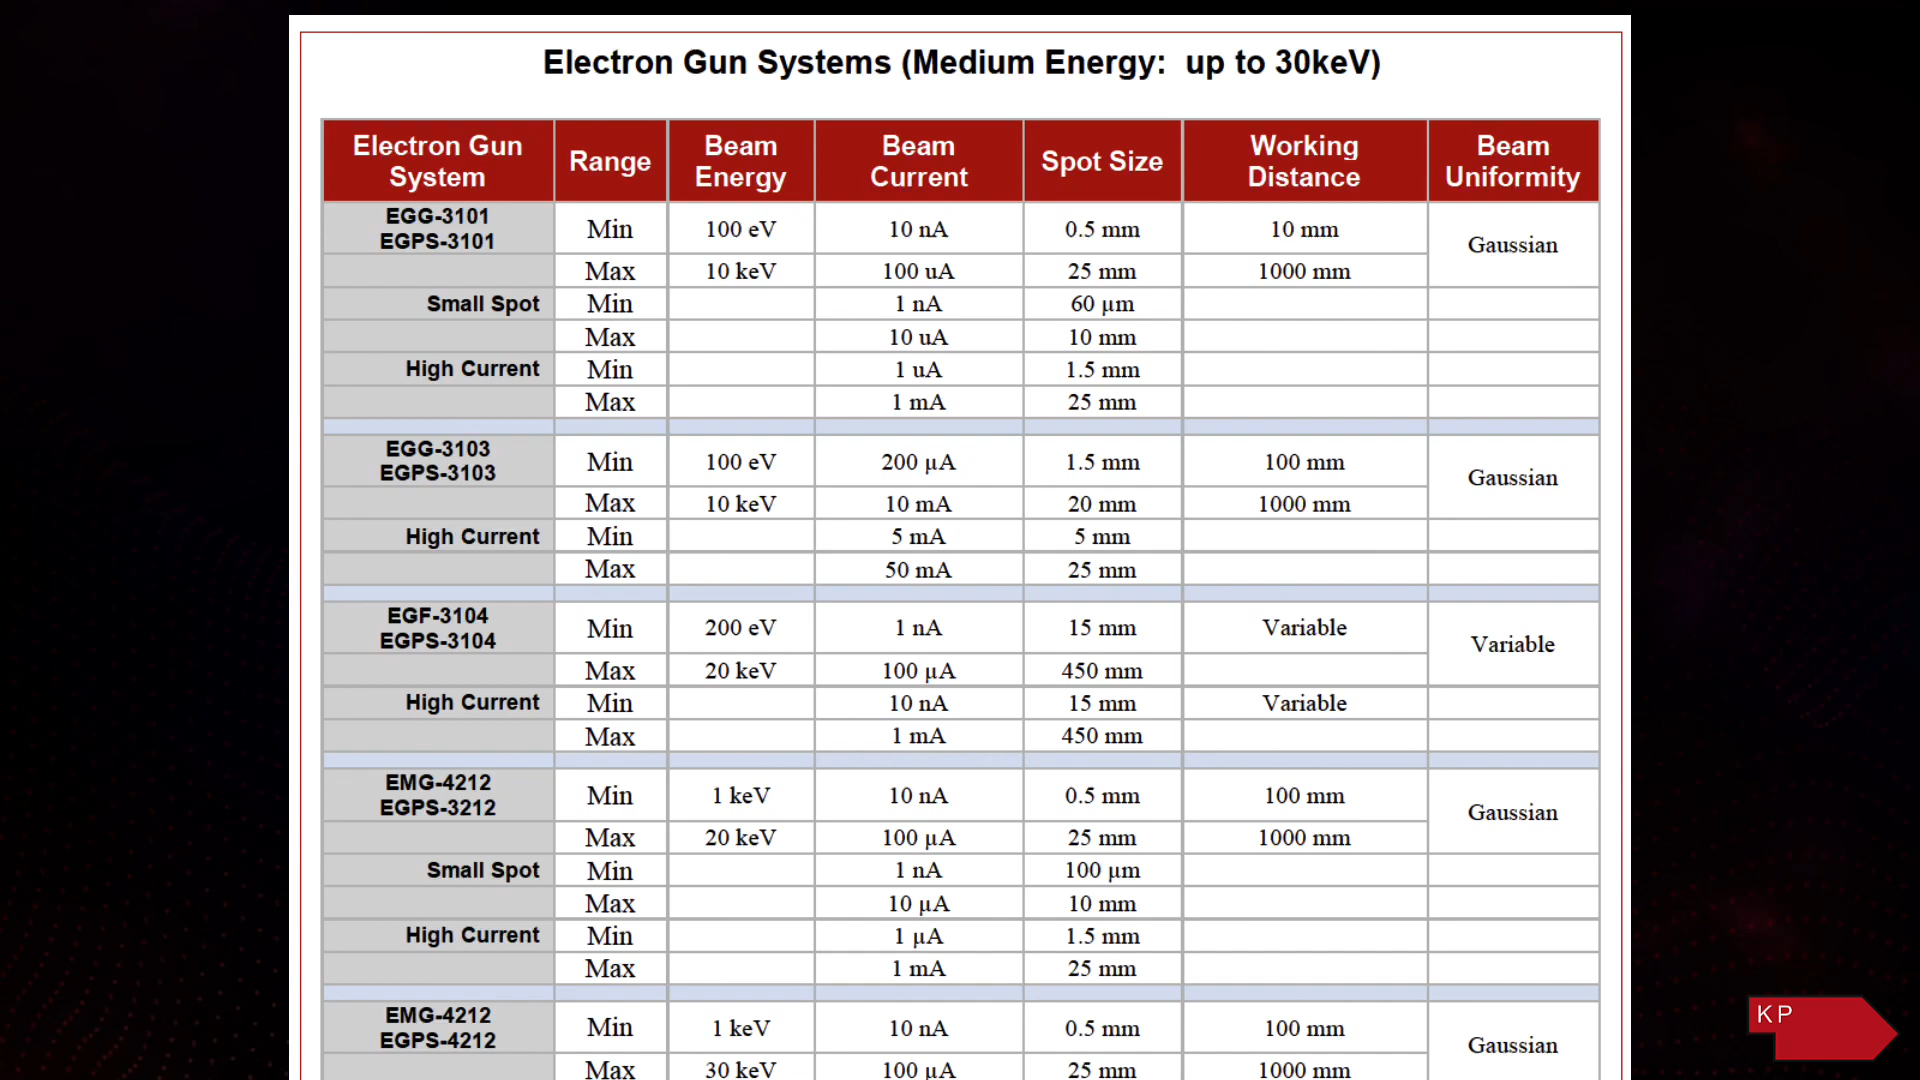 Electron Gun Systems (Medium Energy:  up to 30keV)
Electron Gun System Range Beam Energy Beam Current Spot Size Working Distance Beam Uniformity
EGG-3101 EGPS-3101 Min 100 eV 10 nA 0.5 mm 10 mm Gaussian
Max 10 keV 100 uA 25 mm 1000 mm
Small Spot Min 1 nA 60 µm
Max 10 uA 10 mm
High Current Min 1 uA 1.5 mm
Max 1 mA 25 mm
EGG-3103 EGPS-3103 Min 100 eV 200 µA 1.5 mm 100 mm Gaussian
Max 10 keV 10 mA 20 mm 1000 mm
High Current Min 5 mA 5 mm
Max 50 mA 25 mm
EGF-3104 EGPS-3104 Min 200 eV 1 nA 15 mm Variable Variable
Max 20 keV 100 µA 450 mm
High Current Min 10 nA 15 mm Variable
Max 1 mA 450 mm
EMG-4212 EGPS-3212 Min 1 keV 10 nA 0.5 mm 100 mm Gaussian
Max 20 keV 100 µA 25 mm 1000 mm
Small Spot Min 1 nA 100 µm
Max 10 µA 10 mm
High Current Min 1 µA 1.5 mm
Max 1 mA 25 mm
EMG-4212 EGPS-4212 Min 1 keV 10 nA 0.5 mm 100 mm Gaussian
Max 30 keV 100 µA 25 mm 1000 mm
KP